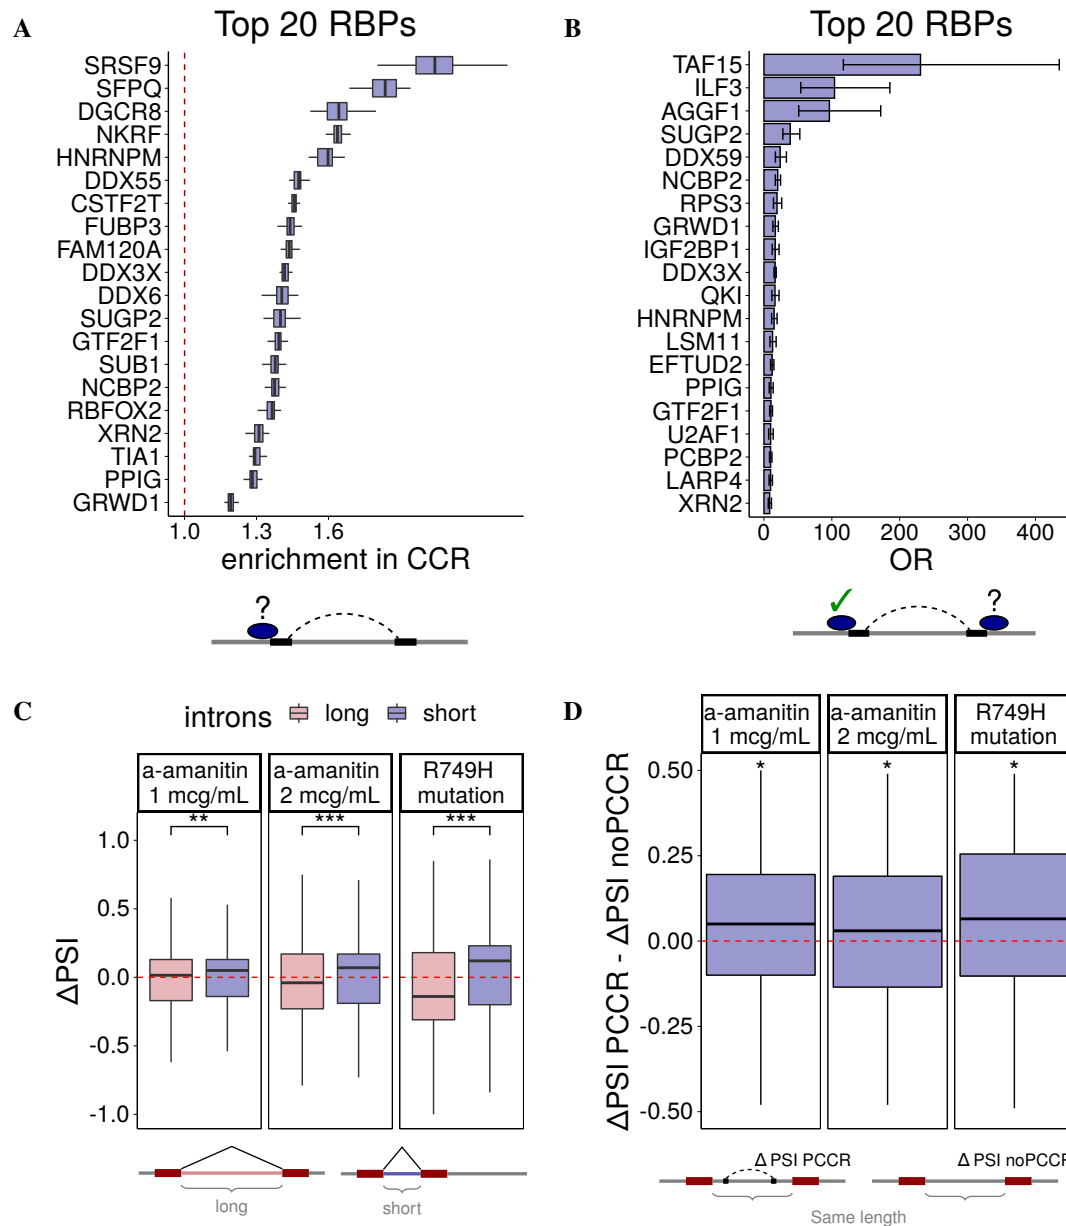 A
Top 20 RBPs
SRSF9
SFPQ
DGCR8
NKRF
HNRNPM
DDX55
CSTF2T
FUBP3
FAM120A
DDX3X
DDX6
SUGP2
GTF2F1
SUB1
NCBP2
RBFOX2
XRN2
TIA1
PPIG
GRWD1
1.0 1.3 1.6
enrichment in CCR
?
B
Top 20 RBPs
TAF15
ILF3
AGGF1
SUGP2
DDX59
NCBP2
RPS3
GRWD1
IGF2BP1
DDX3X
QKI
HNRNPM
LSM11
EFTUD2
PPIG
GTF2F1
U2AF1
PCBP2
LARP4
XRN2
0 100 200 300 400
OR
✓ ?
C
introns long short
a-amanitin
1 mcg/mL
a-amanitin
2 mcg/mL
R749H
mutation
** *** ***
ΔPSI
1.0
0.5
0.0
-0.5
-1.0
long short
D
a-amanitin
1 mcg/mL
a-amanitin
2 mcg/mL
R749H
mutation
* * *
ΔPSI PCCR - ΔPSI noPCCR
0.50
0.25
0.00
-0.25
-0.50
Δ PSI PCCR Δ PSI noPCCR
Same length